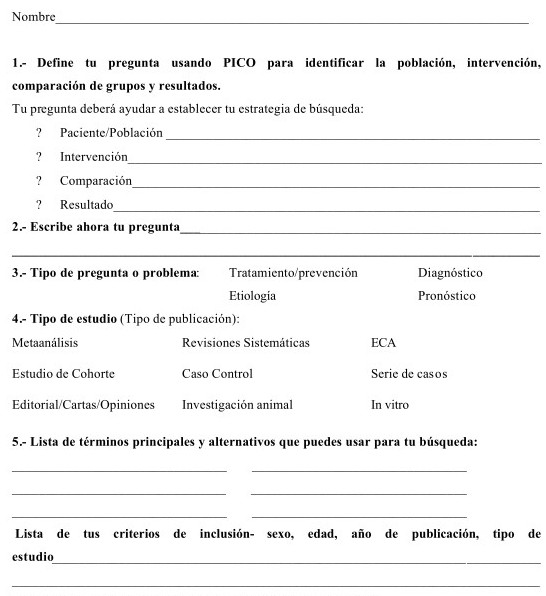 Nombre
1.- Define tu pregunta usando PICO para identificar la población, intervención,
comparación de grupos y resultados.
Tu pregunta deberá ayudar a establecer tu estrategia de búsqueda:
? Paciente/Población
? Intervención
? Comparación
? Resultado
2.- Escribe ahora tu pregunta
3.- Tipo de pregunta o problema: Tratamiento/prevención Diagnóstico
Etiología Pronóstico
4.- Tipo de estudio (Tipo de publicación):
Metaanálisis Revisiones Sistemáticas ECA
Estudio de Cohorte Caso Control Serie de casos
Editorial/Cartas/Opiniones Investigación animal In vitro
5.- Lista de términos principales y alternativos que puedes usar para tu búsqueda:
Lista de tus criterios de inclusión- sexo, edad, año de publicación, tipo de
estudio